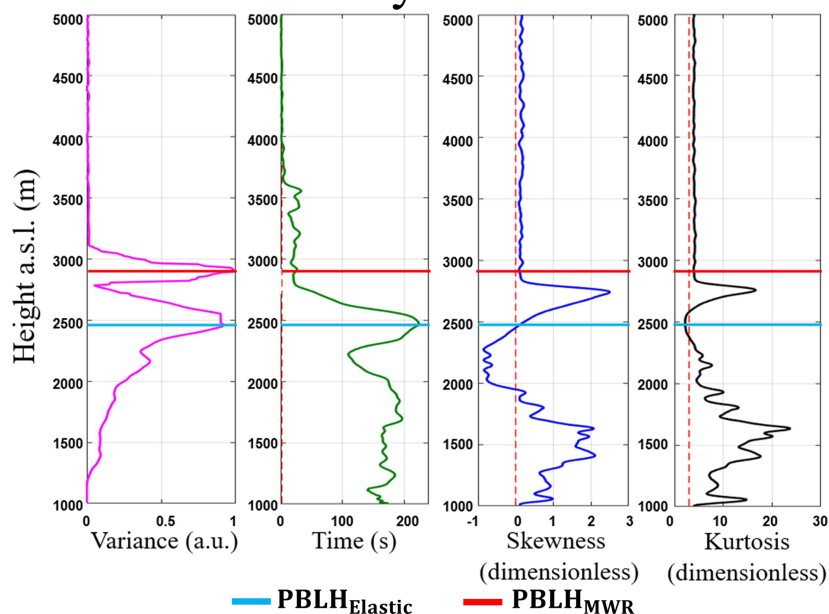 y
5000 5000 5000 5000
4500 4500 4500 4500
4000 4000 4000 4000
3500 3500 3500 3500
3000 3000 3000 3000
2500 2500 2500 2500
2000 2000 2000 2000
1500 1500 1500 1500
1000 1000 1000 1000
Height a.s.l. (m)
0 0.5 1 0 100 200 -1 0 1 2 3 0 10 20 30
Variance (a.u.) Time (s) Skewness Kurtosis
(dimensionless) (dimensionless)
PBLH_Elastic PBLH_MWR